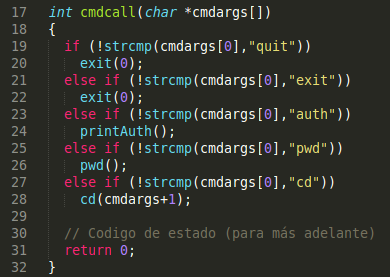 17 int cmdcall(char *cmdargs[])
18 {
19 if (!strcmp(cmdargs[0],"quit"))
20 exit(0);
21 else if (!strcmp(cmdargs[0],"exit"))
22 exit(0);
23 else if (!strcmp(cmdargs[0],"auth"))
24 printAuth();
25 else if (!strcmp(cmdargs[0],"pwd"))
26 pwd();
27 else if (!strcmp(cmdargs[0],"cd"))
28 cd(cmdargs+1);
29
30 // Codigo de estado (para más adelante)
31 return 0;
32 }